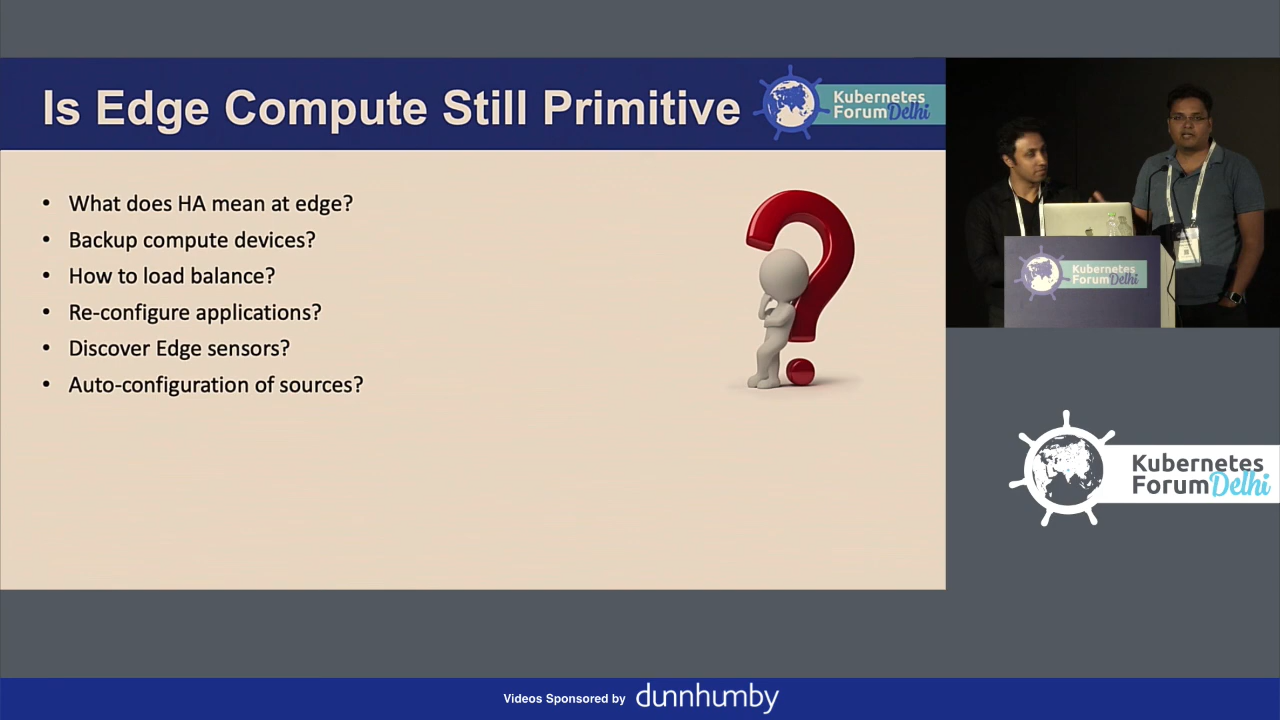 Is Edge Compute Still Primitive
Kubernetes
Forum Delhi
• What does HA mean at edge?
• Backup compute devices?
• How to load balance?
• Re-configure applications?
• Discover Edge sensors?
• Auto-configuration of sources?
Kubernetes
Forum Delhi
Kubernetes
Forum Delhi
Videos Sponsored by dunnhumby